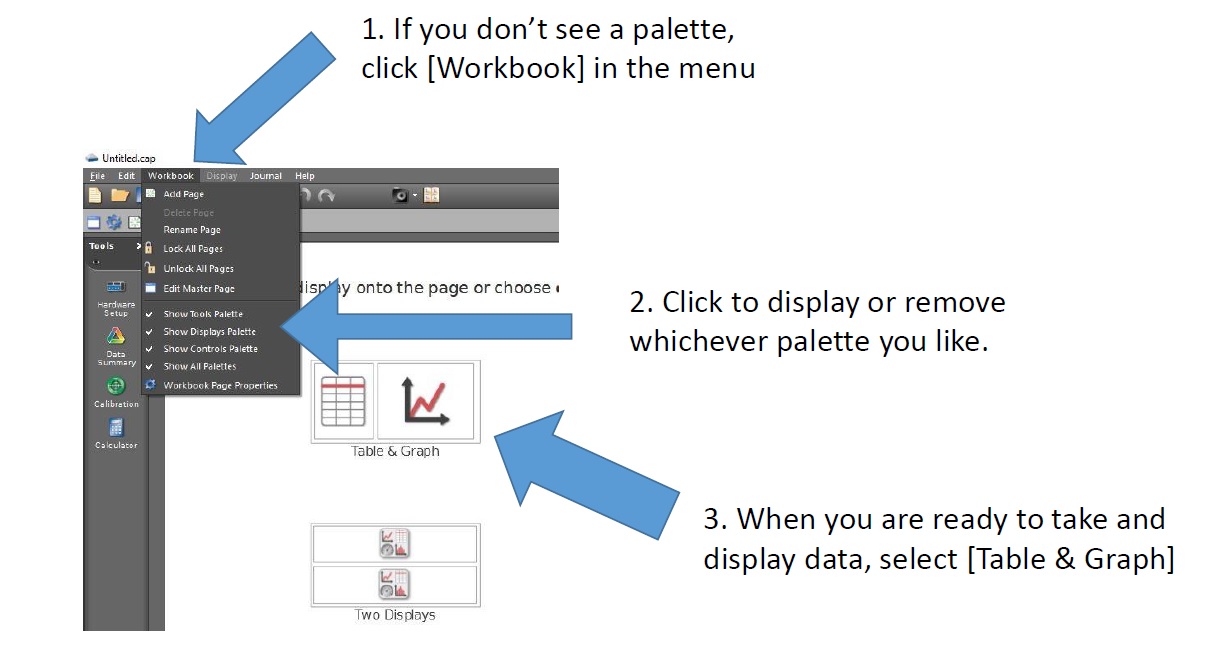 1. If you don’t see a palette,
click [Workbook] in the menu
Untitled.cap
File Edit Workbook Display Journal Help
Add Page
Delete Page
Rename Page
Tools
Lock All Pages
Unlock All Pages
Edit Master Page
display onto the page or choose
Hardware
Setup
Show Tools Palette
Show Displays Palette
Show Controls Palette
Data
Summary
Show All Palettes
Workbook Page Properties
Calibration
Calculator
2. Click to display or remove
whichever palette you like.
Table & Graph
3. When you are ready to take and
display data, select [Table & Graph]
Two Displays